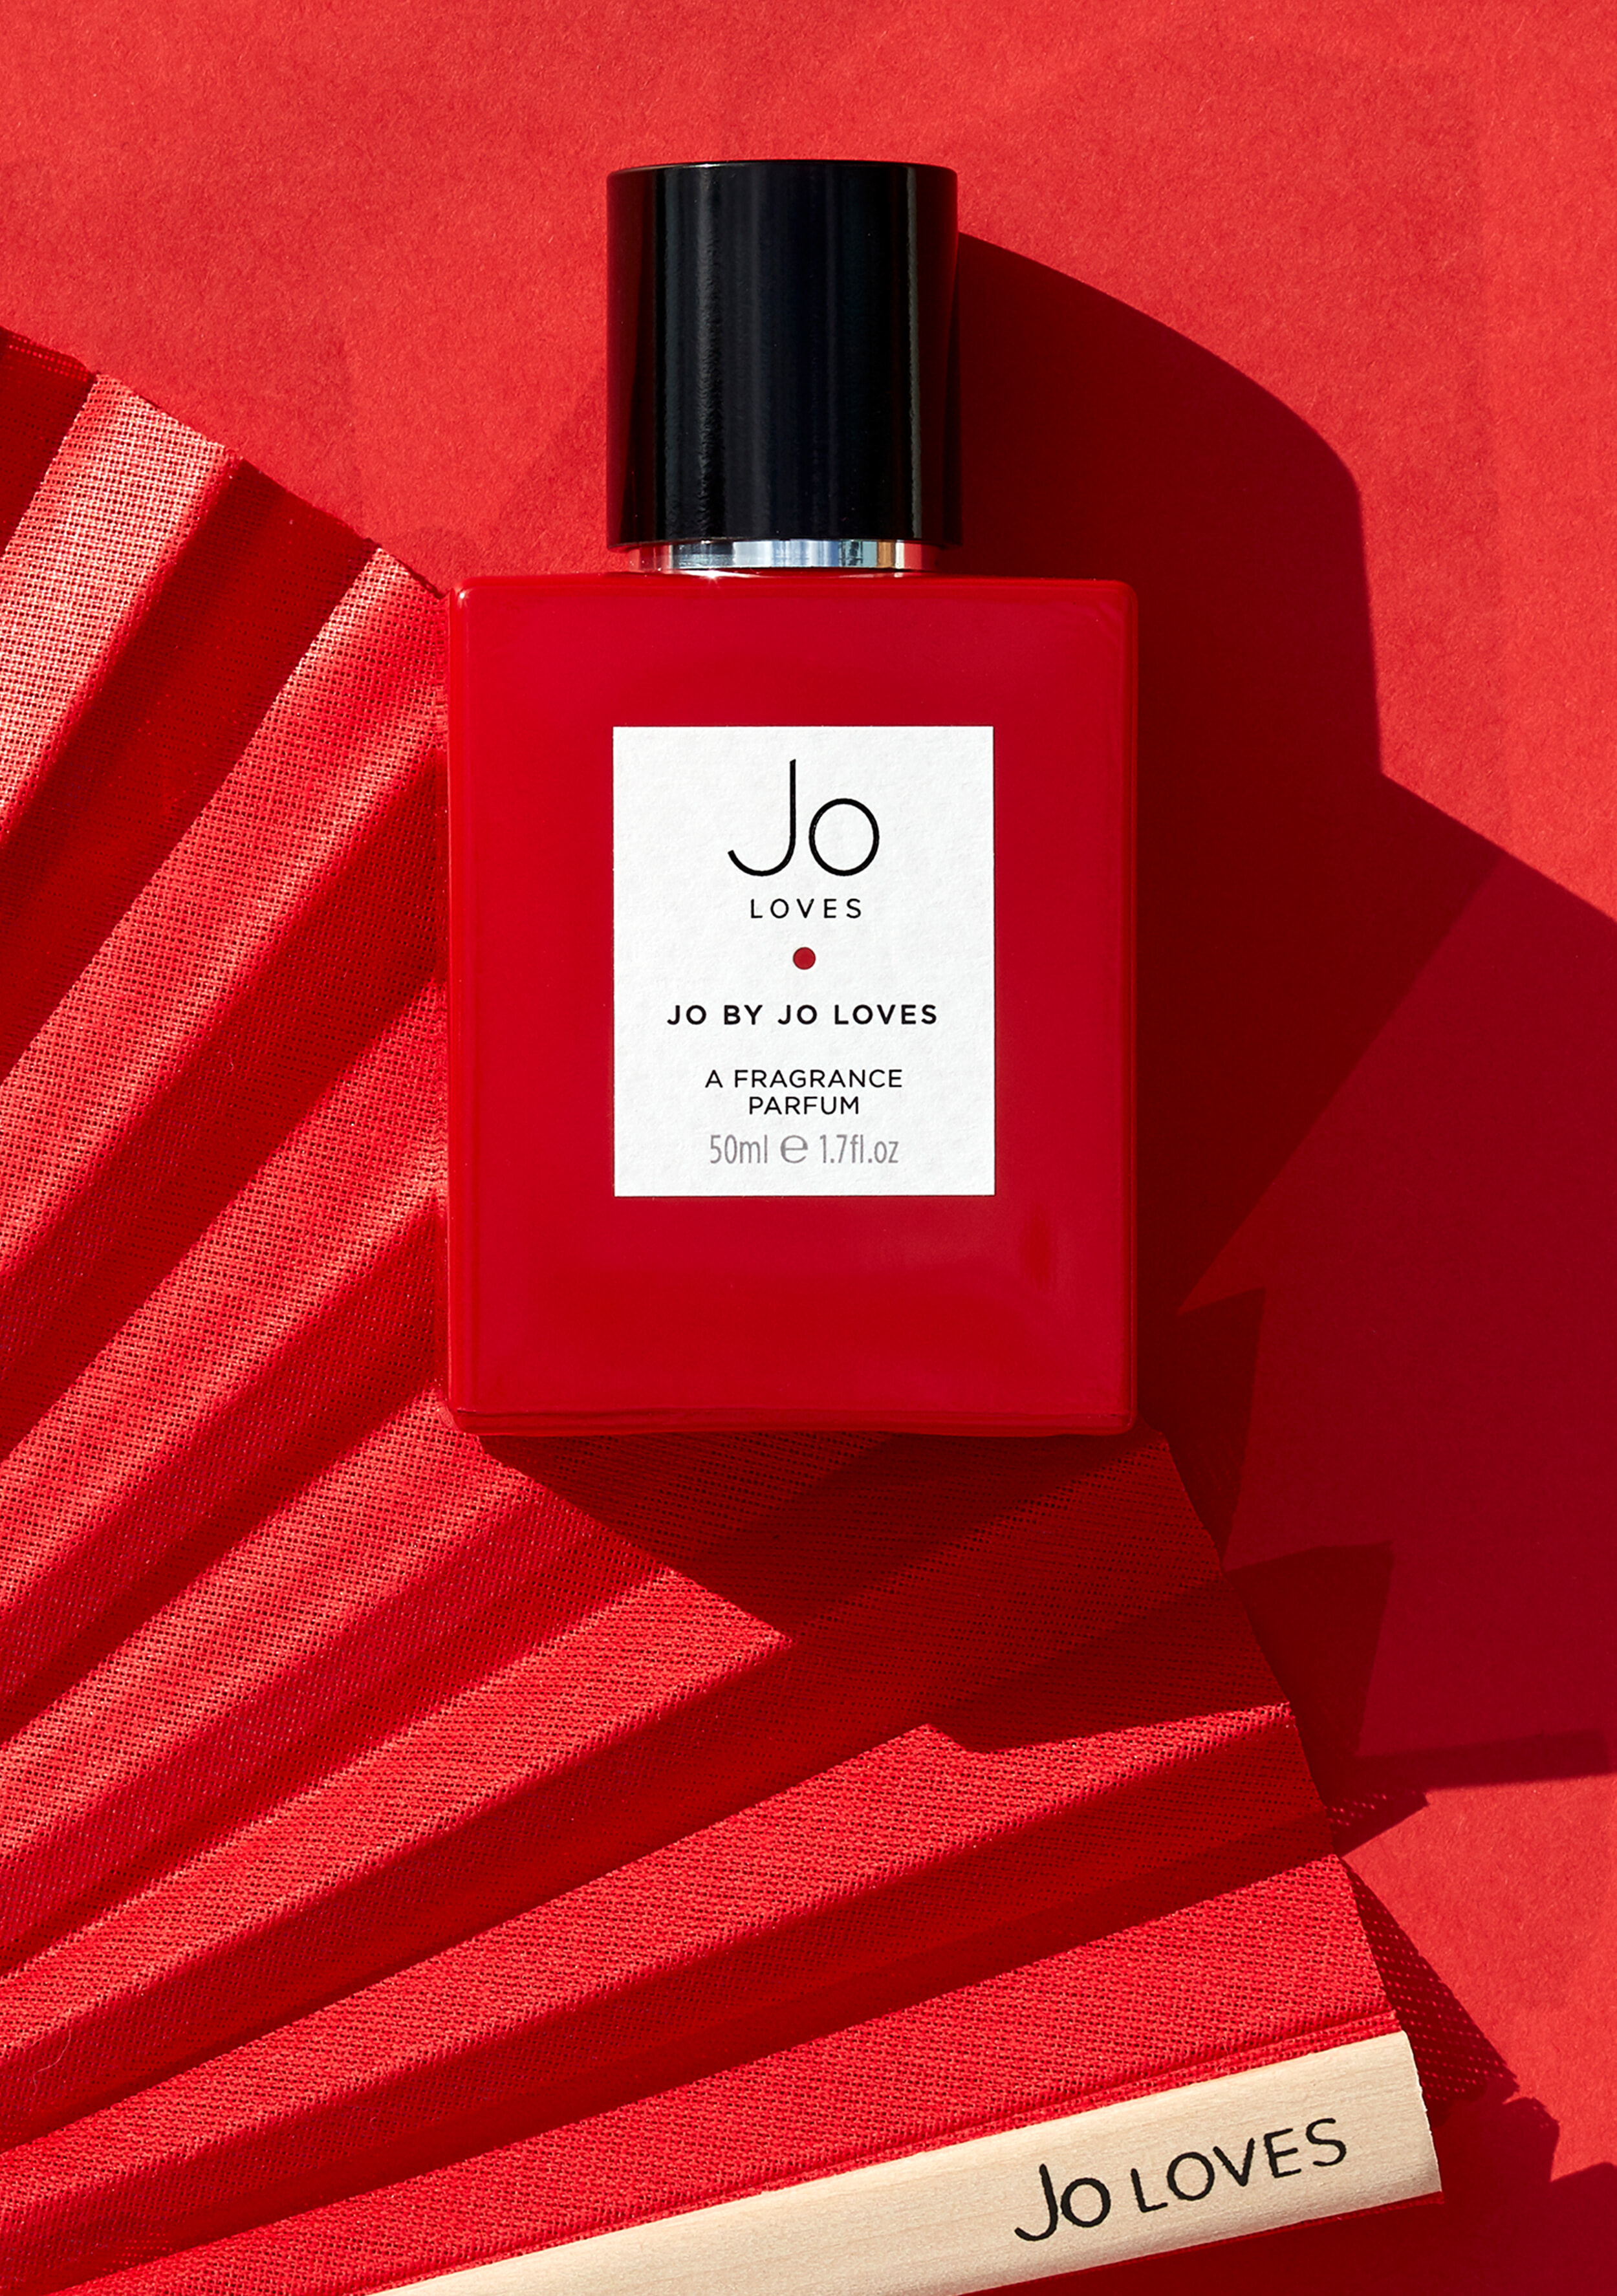 Jo
LOVES
JO BY JO LOVES
A FRAGRANCE
PARFUM
50ml ℮ 1.7fl.oz
Jo LOVES